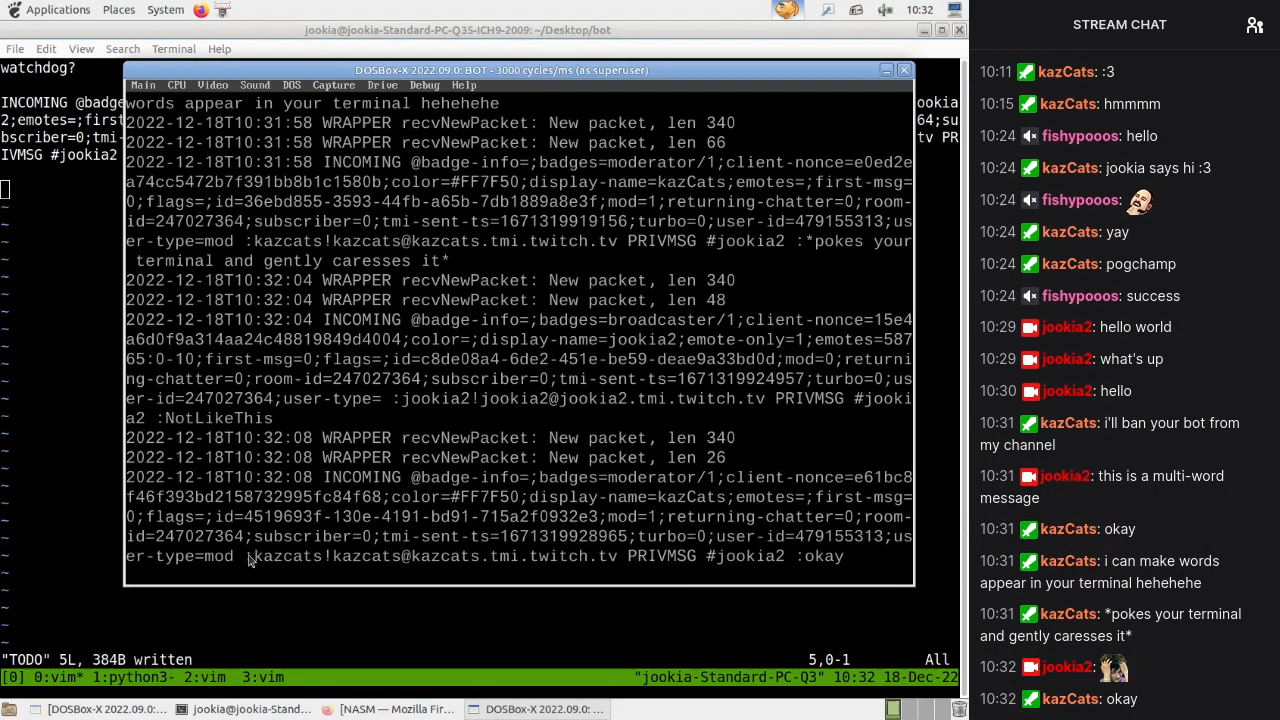 Applications Places System 10:32
jookia@jookia-Standard-PC-Q35-ICH9-2009: ~/Desktop/bot
File Edit View Search Terminal Help
watchdog?
INCOMING @badge
2;emotes=;first
bscriber=0;tmi-
IVMSG #jookia2
ookia
64;su
tv PR
DOSBox-X 2022.09.0: BOT - 3000 cycles/ms (as superuser)
Main CPU Video Sound DOS Capture Drive Debug Help
words appear in your terminal hehehehe
2022-12-18T10:31:58 WRAPPER recvNewPacket: New packet, len 340
2022-12-18T10:31:58 WRAPPER recvNewPacket: New packet, len 66
2022-12-18T10:31:58 INCOMING @badge-info=;badges=moderator/1;client-nonce=e0ed2e
a74cc5472b7f391bb8b1c1580b;color=#FF7F50;display-name=kazCats;emotes=;first-msg=
0;flags=;id=36ebd855-3593-44fb-a65b-7db1889a8e3f;mod=1;returning-chatter=0;room-
id=247027364;subscriber=0;tmi-sent-ts=1671319919156;turbo=0;user-id=479155313;us
er-type=mod :kazcats!kazcats@kazcats.tmi.twitch.tv PRIVMSG #jookia2 :*pokes your
terminal and gently caresses it*
2022-12-18T10:32:04 WRAPPER recvNewPacket: New packet, len 340
2022-12-18T10:32:04 WRAPPER recvNewPacket: New packet, len 48
2022-12-18T10:32:04 INCOMING @badge-info=;badges=broadcaster/1;client-nonce=15e4
a6d0f9a314aa24c48819849d4004;color=;display-name=jookia2;emote-only=1;emotes=587
65:0-10;first-msg=0;flags=;id=c8de08a4-6de2-451e-be59-deae9a33bd0d;mod=0;returni
ng-chatter=0;room-id=247027364;subscriber=0;tmi-sent-ts=1671319924957;turbo=0;us
er-id=247027364;user-type= :jookia2!jookia2@jookia2.tmi.twitch.tv PRIVMSG #jooki
a2 :NotLikeThis
2022-12-18T10:32:08 WRAPPER recvNewPacket: New packet, len 340
2022-12-18T10:32:08 WRAPPER recvNewPacket: New packet, len 26
2022-12-18T10:32:08 INCOMING @badge-info=;badges=moderator/1;client-nonce=e61bc8
f46f393bd2158732995fc84f68;color=#FF7F50;display-name=kazCats;emotes=;first-msg=
0;flags=;id=4519693f-130e-4191-bd91-715a2f0932e3;mod=1;returning-chatter=0;room-
id=247027364;subscriber=0;tmi-sent-ts=1671319928965;turbo=0;user-id=479155313;us
er-type=mod :kazcats!kazcats@kazcats.tmi.twitch.tv PRIVMSG #jookia2 :okay
"TODO" 5L, 384B written 5,0-1 All
[0] 0:vim* 1:python3- 2:vim 3:vim "jookia-Standard-PC-Q3" 10:32 18-Dec-22
[DOSBox-X 2022.09.0: ... jookia@jookia-Stand... [NASM — Mozilla Fir... DOSBox-X 2022.09.0: ...
STREAM CHAT
10:11 kazCats: :3
10:15 kazCats: hmmmm
10:24 fishypooos: hello
10:24 kazCats: jookia says hi :3
10:24 fishypooos:
10:24 kazCats: yay
10:24 kazCats: pogchamp
10:24 fishypooos: success
10:29 jookia2: hello world
10:29 jookia2: what's up
10:30 jookia2: hello
10:31 kazCats: i'll ban your bot from
my channel
10:31 jookia2: this is a multi-word
message
10:31 kazCats: okay
10:31 kazCats: i can make words
appear in your terminal hehehehe
10:31 kazCats: *pokes your terminal
and gently caresses it*
10:32 jookia2:
10:32 kazCats: okay